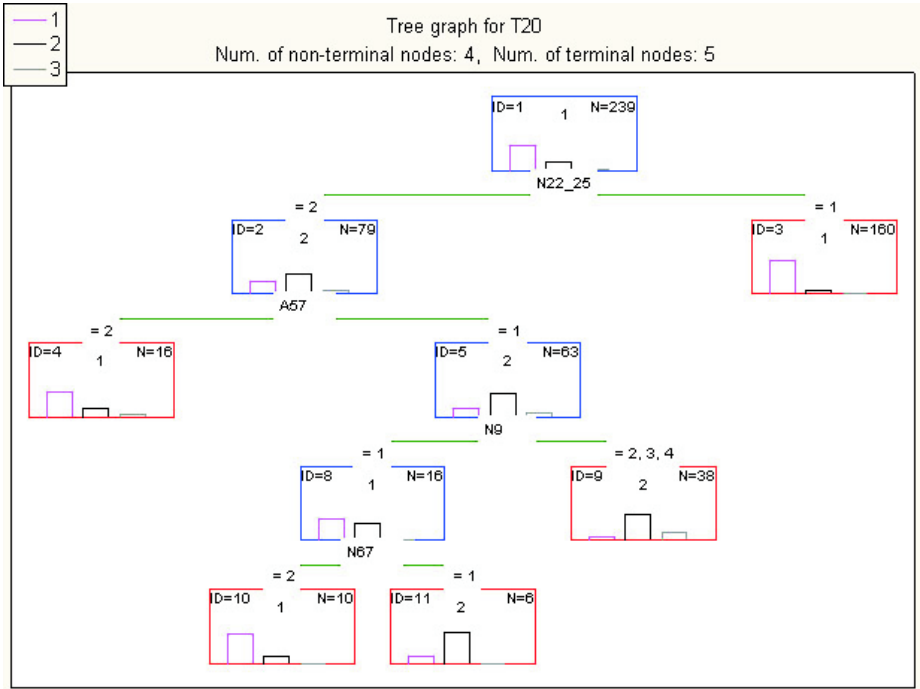 1
2
3
Tree graph for T20
Num. of non-terminal nodes: 4, Num. of terminal nodes: 5
ID=1 1 N=239
N22_25
= 2
= 1
ID=2 2 N=79
ID=3 1 N=160
A57
= 2
= 1
ID=4 1 N=16
ID=5 2 N=63
N9
= 1
= 2, 3, 4
ID=8 1 N=16
ID=9 2 N=38
N67
= 2
= 1
ID=10 1 N=10
ID=11 2 N=6